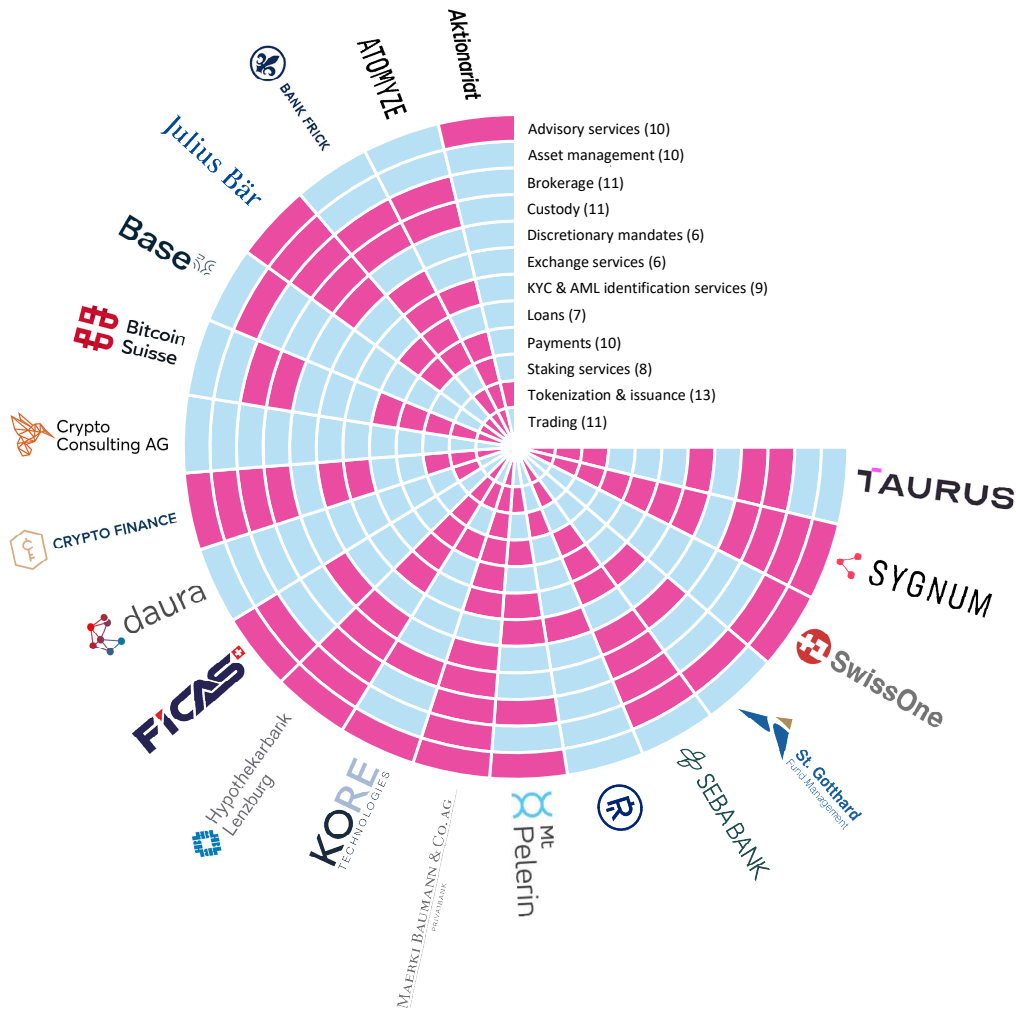 Aktionariat
ATOMYZE
BANK FRICK
Julius Bär
Base
Bitcoin
Suisse
Crypto
Consulting AG
CRYPTO FINANCE
daura
FiCAS
Hypothekarbank
Lenzburg
KORE
TECHNOLOGIES
MAERKI BAUMANN & CO. AG
PRIVATBANK
Mt
Pelerin
R
SEBA BANK
St. Gotthard
Fund Management
SwissOne
SYGNUM
TAURUS
Advisory services (10)
Asset management (10)
Brokerage (11)
Custody (11)
Discretionary mandates (6)
Exchange services (6)
KYC & AML identification services (9)
Loans (7)
Payments (10)
Staking services (8)
Tokenization & issuance (13)
Trading (11)